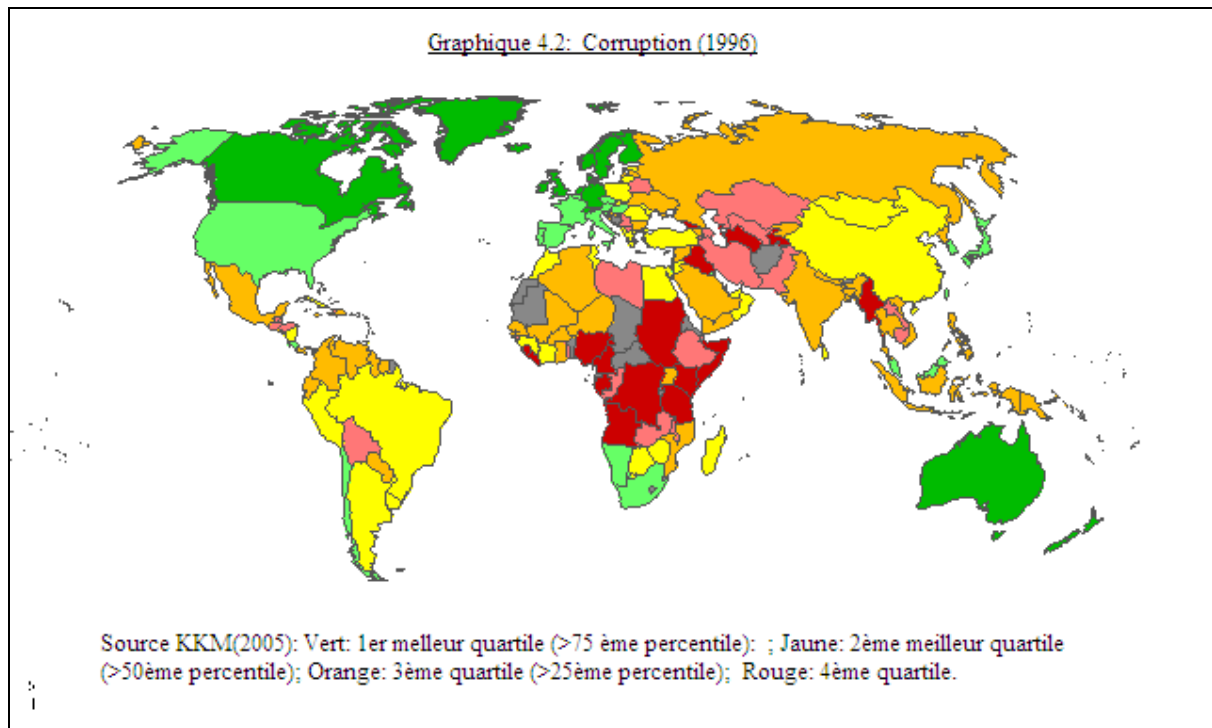 Graphique 4.2: Corruption (1996)
Source KKM(2005): Vert: 1er melleur quartile (>75 ème percentile): ; Jaune: 2ème meilleur quartile
(>50ème percentile); Orange: 3ème quartile (>25ème percentile); Rouge: 4ème quartile.